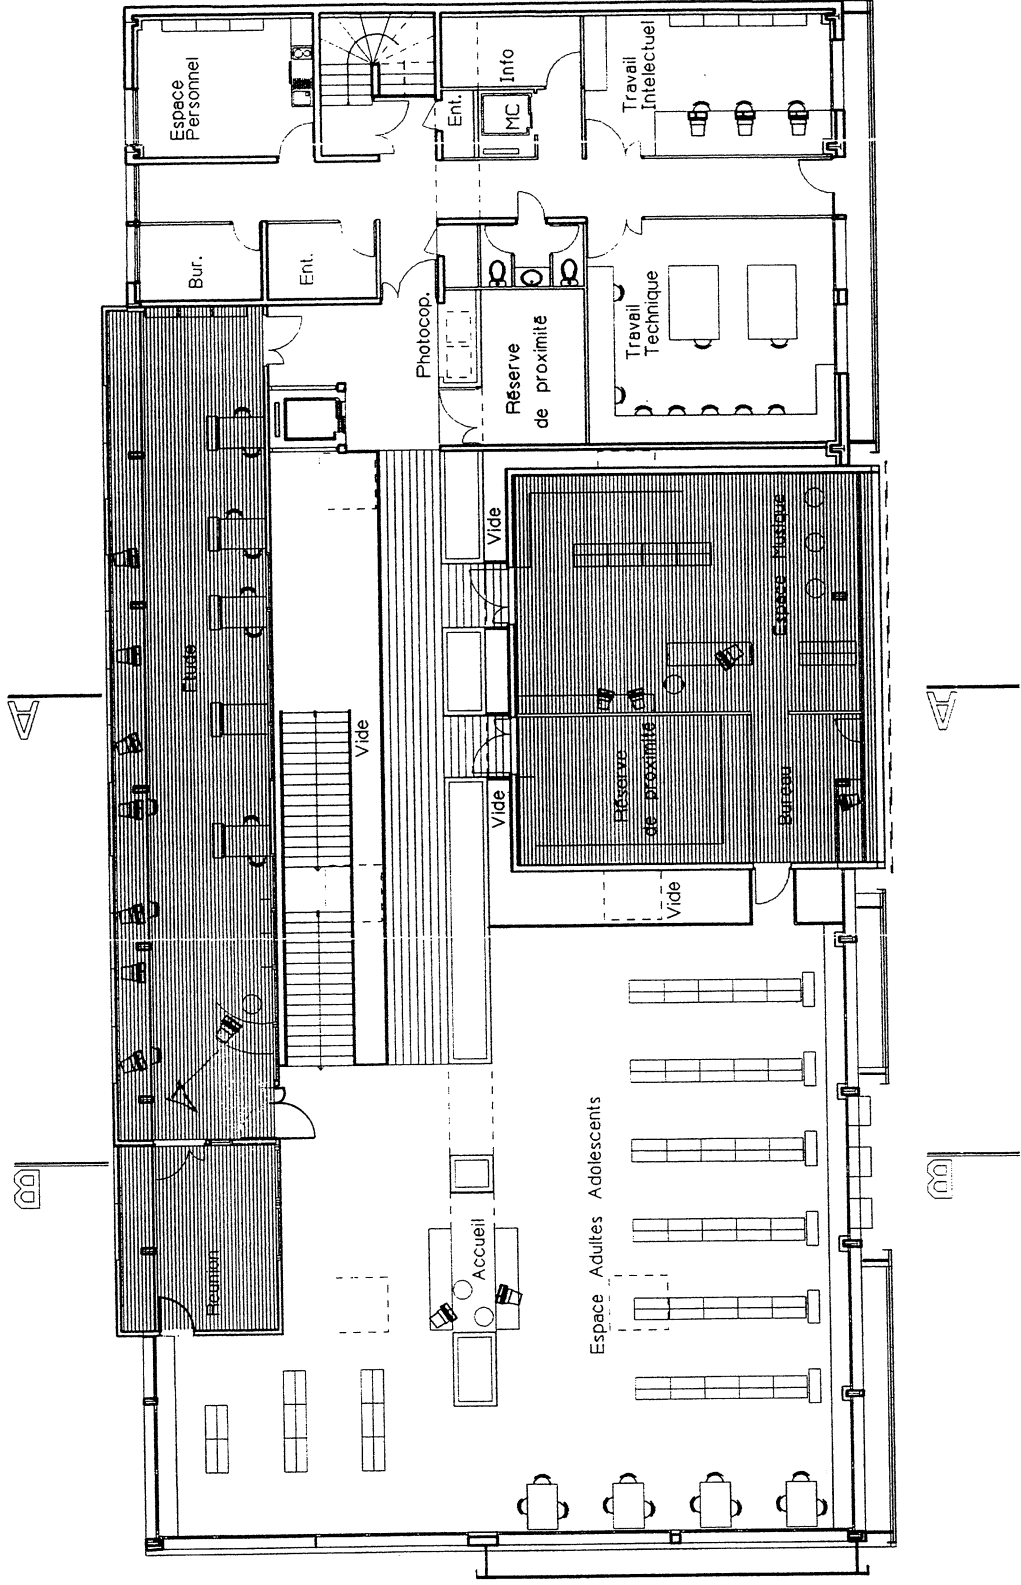 Espace
Personnel
Info
Travail
Intelectuel
Ent.
MC
Bur.
Ent.
Photocop.
Réserve
de proximité
Travail
Technique
Etude
Vide
Vide
Espace Musique
A
A
Vide
Réserve
de proximité
Bureau
Vide
B
B
Réunion
Accueil
Espace Adultes Adolescents